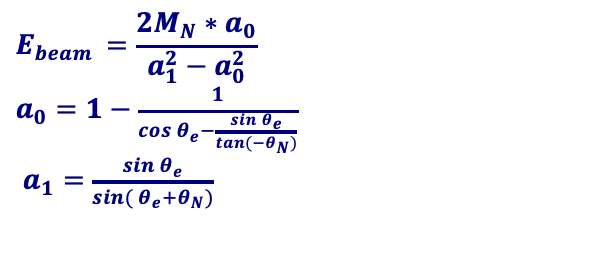 E_beam = 2M_N * a_0 / a_1^2 − a_0^2
a_0 = 1 − 1 / cos θ_e − sin θ_e / tan(−θ_N)
a_1 = sin θ_e / sin( θ_e+θ_N)